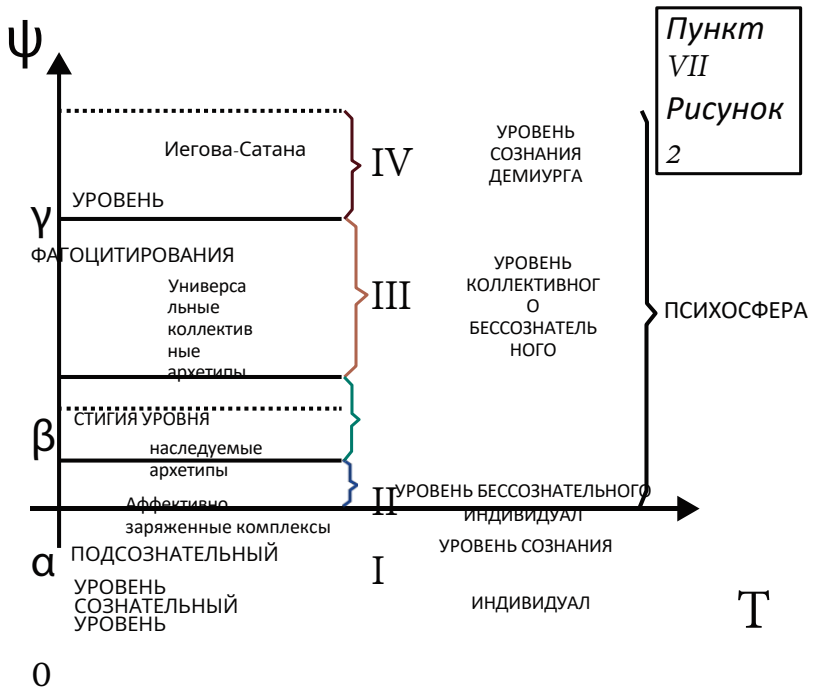 ψ
Пункт
VII
Рисунок
2
Иегова-Сатана
IV
УРОВЕНЬ
СОЗНАНИЯ
ДЕМИУРГА
УРОВЕНЬ
γ
ФАГОЦИТИРОВАНИЯ
Универса
льные
коллектив
ные
архетипы
III
УРОВЕНЬ
КОЛЛЕКТИВНОГ
О
БЕССОЗНАТЕЛЬ
НОГО
ПСИХОСФЕРА
СТИГИЯ УРОВНЯ
β
наследуемые
архетипы
Аффективно
заряженные комплексы
II
УРОВЕНЬ БЕССОЗНАТЕЛЬНОГО
ИНДИВИДУАЛ
α
ПОДСОЗНАТЕЛЬНЫЙ
УРОВЕНЬ
СОЗНАТЕЛЬНЫЙ
УРОВЕНЬ
I
УРОВЕНЬ СОЗНАНИЯ
ИНДИВИДУАЛ
T
0